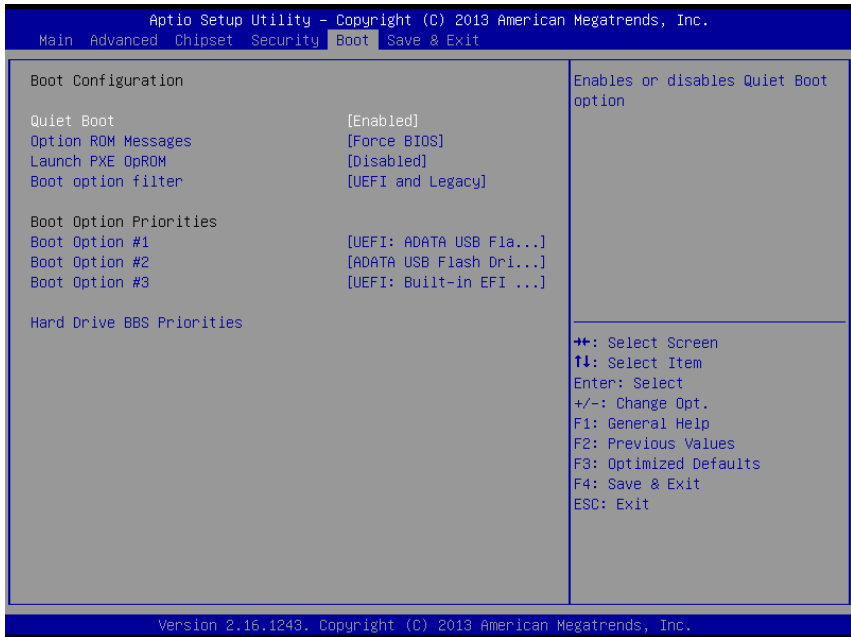 Aptio Setup Utility – Copyright (C) 2013 American Megatrends, Inc.
Main Advanced Chipset Security Boot Save & Exit
Boot Configuration
Quiet Boot [Enabled]
Option ROM Messages [Force BIOS]
Launch PXE OpROM [Disabled]
Boot option filter [UEFI and Legacy]
Boot Option Priorities
Boot Option #1 [UEFI: ADATA USB Fla...]
Boot Option #2 [ADATA USB Flash Dri...]
Boot Option #3 [UEFI: Built-in EFI ...]
Hard Drive BBS Priorities
Enables or disables Quiet Boot
option
→←: Select Screen
↑↓: Select Item
Enter: Select
+/-: Change Opt.
F1: General Help
F2: Previous Values
F3: Optimized Defaults
F4: Save & Exit
ESC: Exit
Version 2.16.1243. Copyright (C) 2013 American Megatrends, Inc.